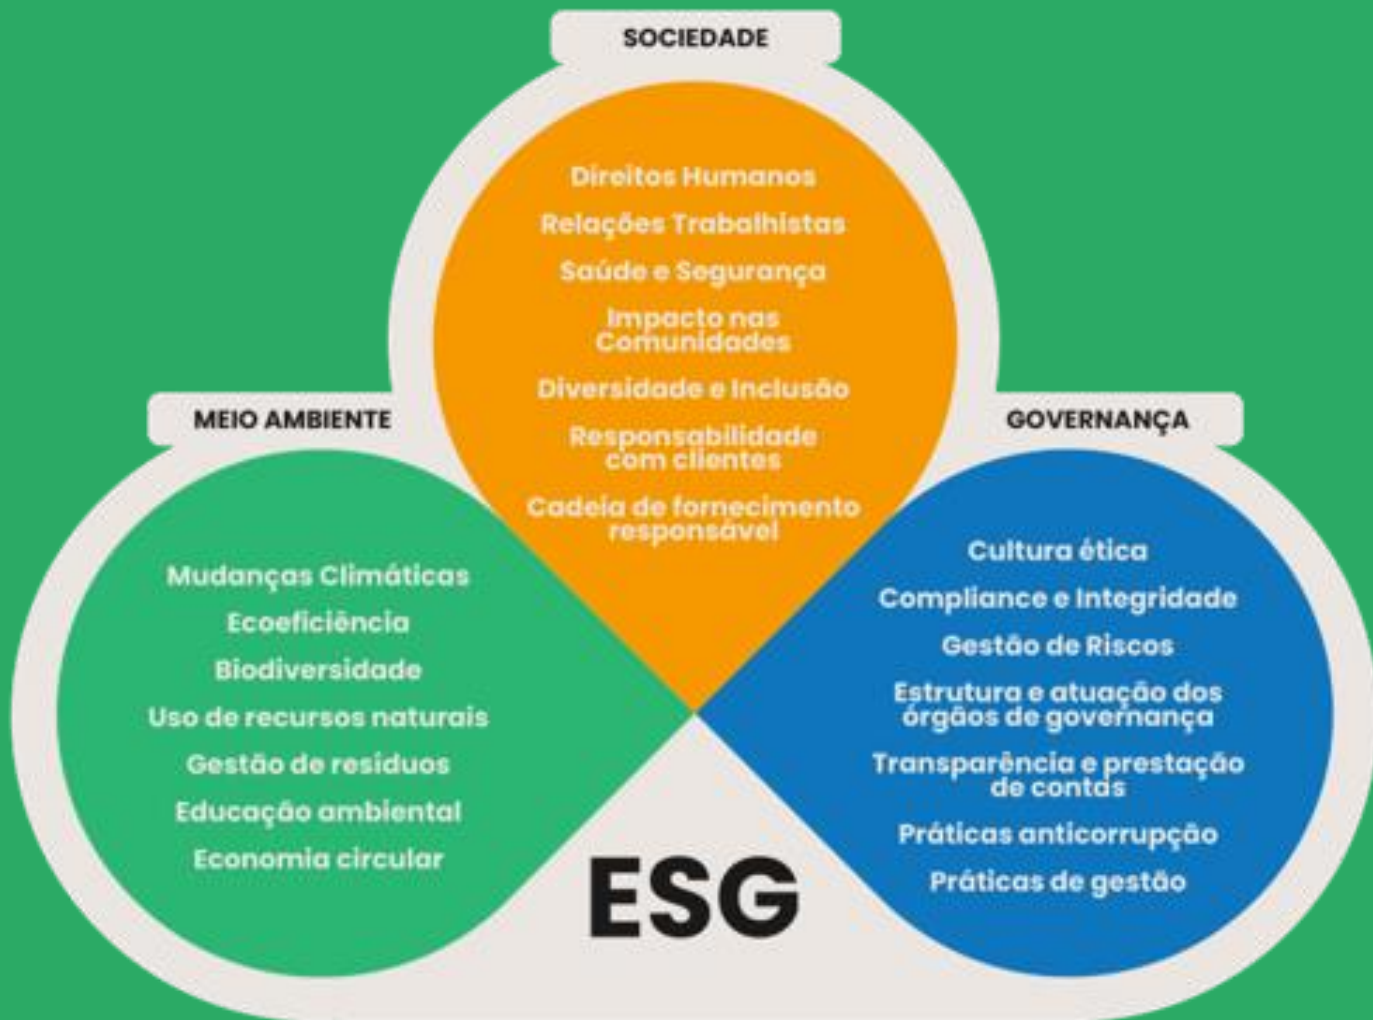 SOCIEDADE
Direitos Humanos
Relações Trabalhistas
Saúde e Segurança
Impacto nas
Comunidades
Diversidade e Inclusão
Responsabilidade
com clientes
Cadeia de fornecimento
responsável
MEIO AMBIENTE
Mudanças Climáticas
Ecoeficiência
Biodiversidade
Uso de recursos naturais
Gestão de resíduos
Educação ambiental
Economia circular
GOVERNANÇA
Cultura ética
Compliance e Integridade
Gestão de Riscos
Estrutura e atuação dos
órgãos de governança
Transparência e prestação
de contas
Práticas anticorrupção
Práticas de gestão
ESG